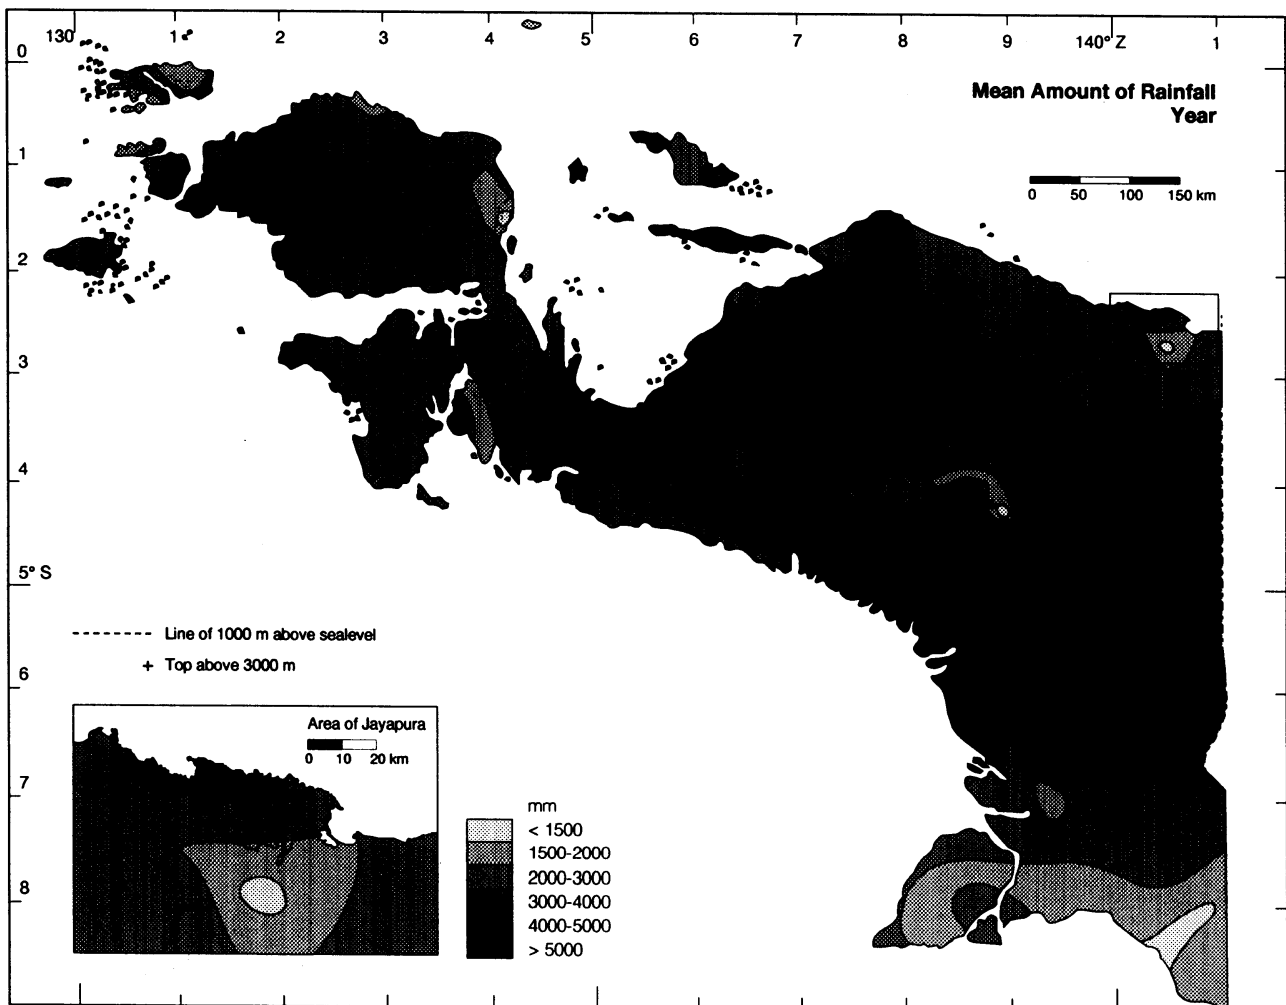 130° 1 2 3 4 5 6 7 8 9 140° Z 1
0
1
2
3
4
5° S
6
7
8
Mean Amount of Rainfall
Year
0 50 100 150 km
Line of 1000 m above sealevel
+ Top above 3000 m
Area of Jayapura
0 10 20 km
mm
< 1500
1500-2000
2000-3000
3000-4000
4000-5000
> 5000